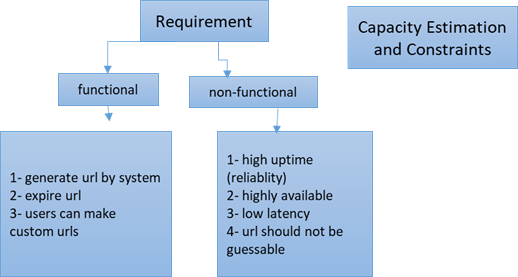 Requirement
Capacity Estimation
and Constraints
functional
non-functional
1- generate url by system
2- expire url
3- users can make
custom urls
1- high uptime
(reliablity)
2- highly available
3- low latency
4- url should not be
guessable